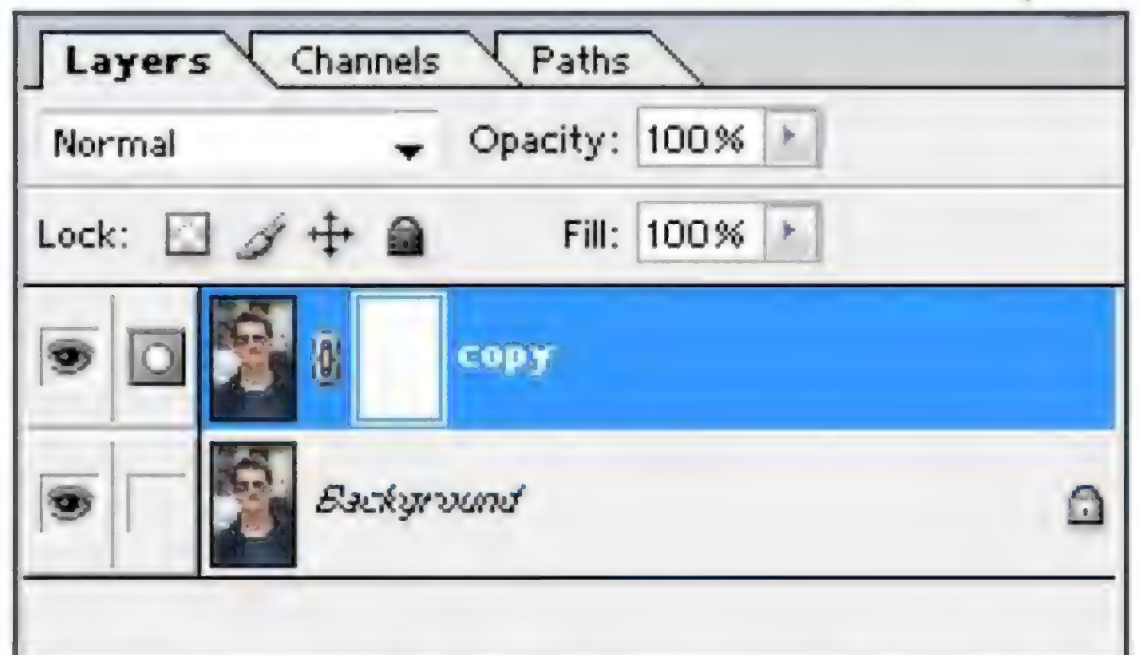 Layers Channels Paths
Normal Opacity: 100%
Lock: Fill: 100%
copy
Background